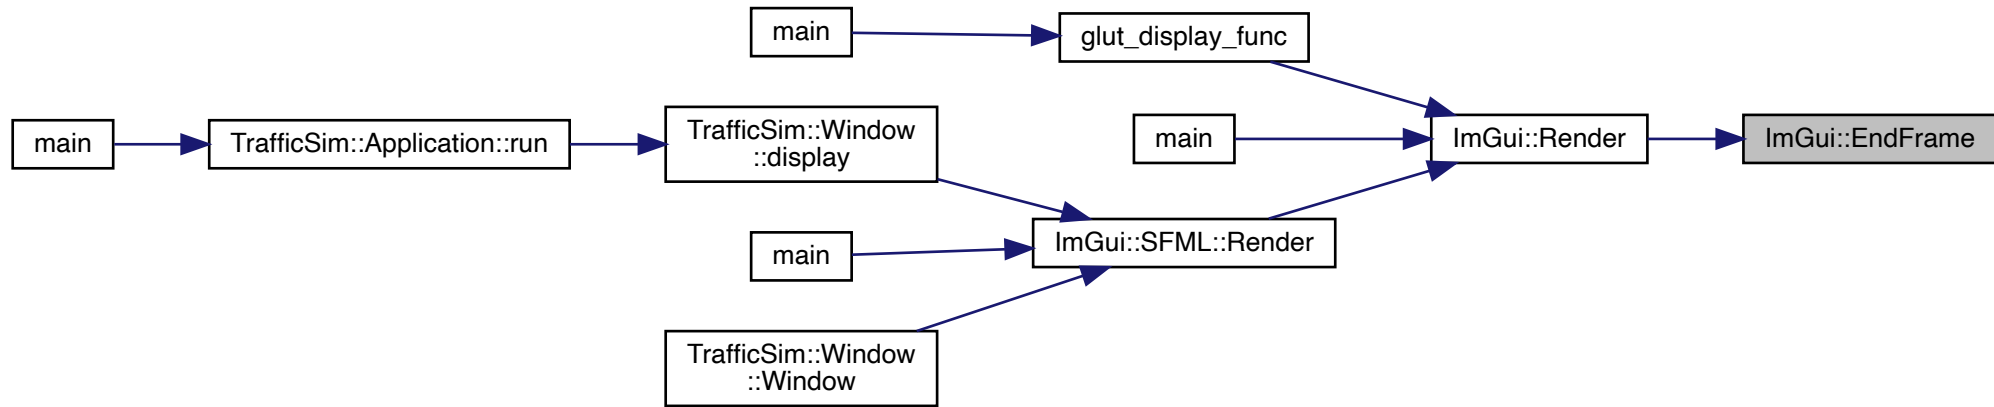 main
glut_display_func
main
TrafficSim::Application::run
TrafficSim::Window
::display
main
ImGui::Render
ImGui::EndFrame
main
ImGui::SFML::Render
TrafficSim::Window
::Window